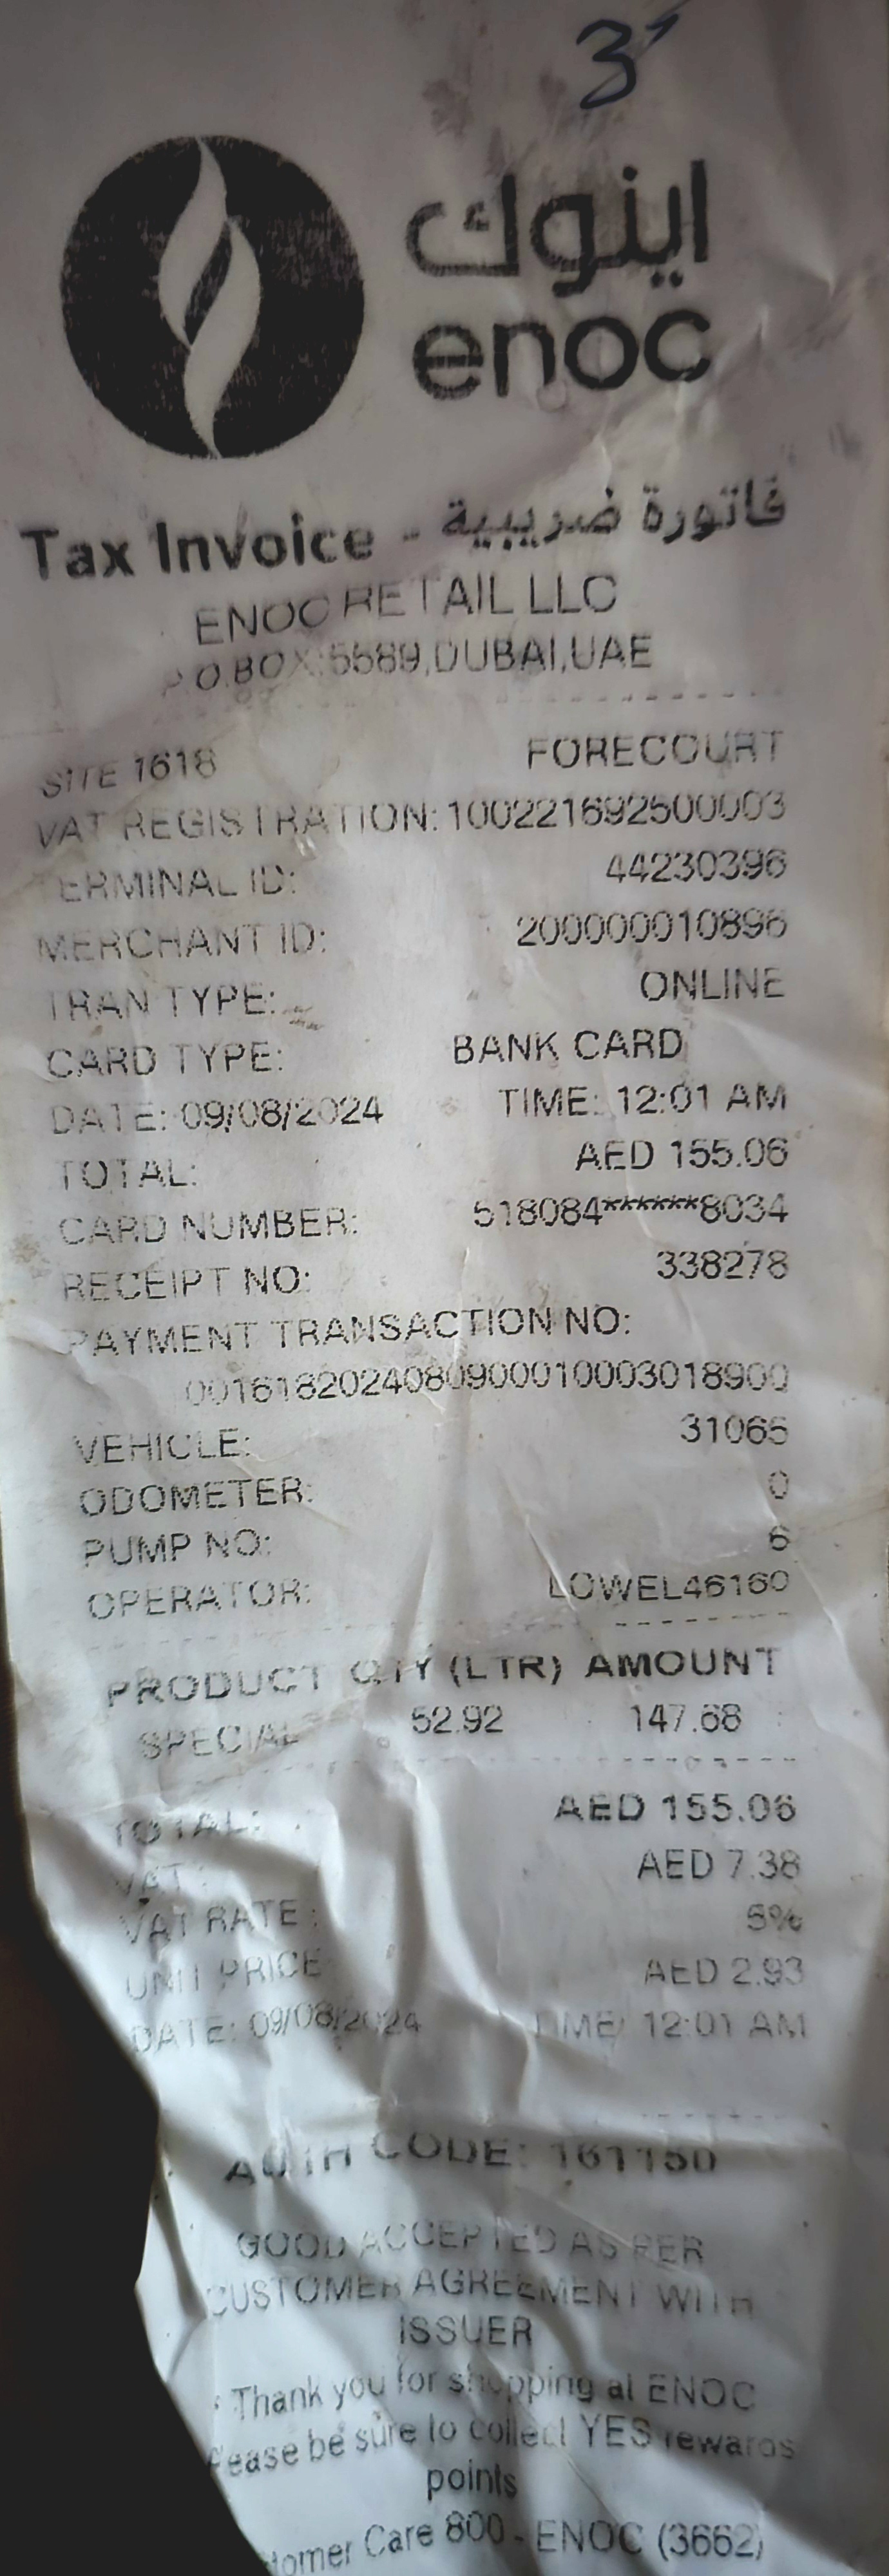 3
اينوك
enoc
Tax Invoice - فاتورة ضريبية
ENOC RETAIL LLC
P.O.BOX:5589,DUBAI,UAE
SITE 1618 FORECOURT
VAT REGISTRATION: 100221692500003
TERMINAL ID: 44230396
MERCHANT ID: 200000010896
TRAN TYPE: ONLINE
CARD TYPE: BANK CARD
DATE: 09/08/2024 TIME: 12:01 AM
TOTAL: AED 155.06
CARD NUMBER: 518084******8034
RECEIPT NO: 338278
PAYMENT TRANSACTION NO:
0016182024080900010003018900
VEHICLE: 31065
ODOMETER: 0
PUMP NO: 6
OPERATOR: LOWEL46160
PRODUCT QTY (LTR) AMOUNT
SPECIAL 52.92 147.68
TOTAL: AED 155.06
VAT : AED 7.38
VAT RATE : 5%
UNIT PRICE AED 2.93
DATE: 09/08/2024 TIME: 12:01 AM
AUTH CODE: 161150
GOOD ACCEPTED AS PER
CUSTOMER AGREEMENT WITH
ISSUER
Thank you for shopping at ENOC
Please be sure to collect YES rewards
points
Customer Care 800 - ENOC (3662)